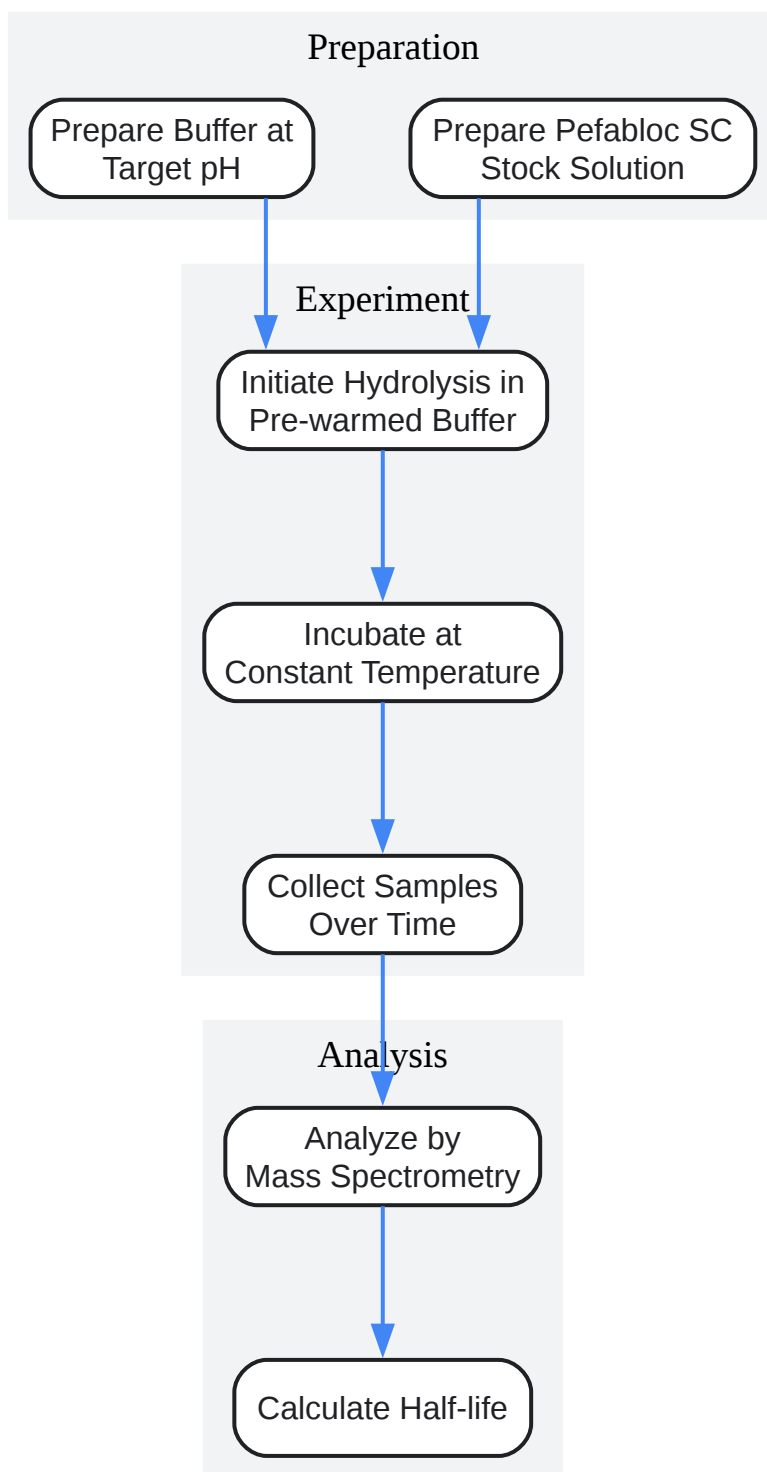 Preparation
Prepare Buffer at
Target pH
Prepare Pefabloc SC
Stock Solution
Experiment
Initiate Hydrolysis in
Pre-warmed Buffer
Incubate at
Constant Temperature
Collect Samples
Over Time
Analysis
Analyze by
Mass Spectrometry
Calculate Half-life